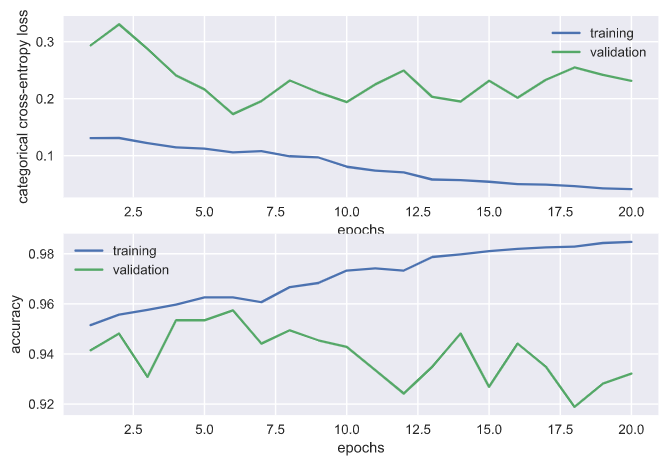 categorical cross-entropy loss
0.3
0.2
0.1
training
validation
2.5 5.0 7.5 10.0 12.5 15.0 17.5 20.0
epochs
accuracy
0.98
0.96
0.94
0.92
training
validation
2.5 5.0 7.5 10.0 12.5 15.0 17.5 20.0
epochs